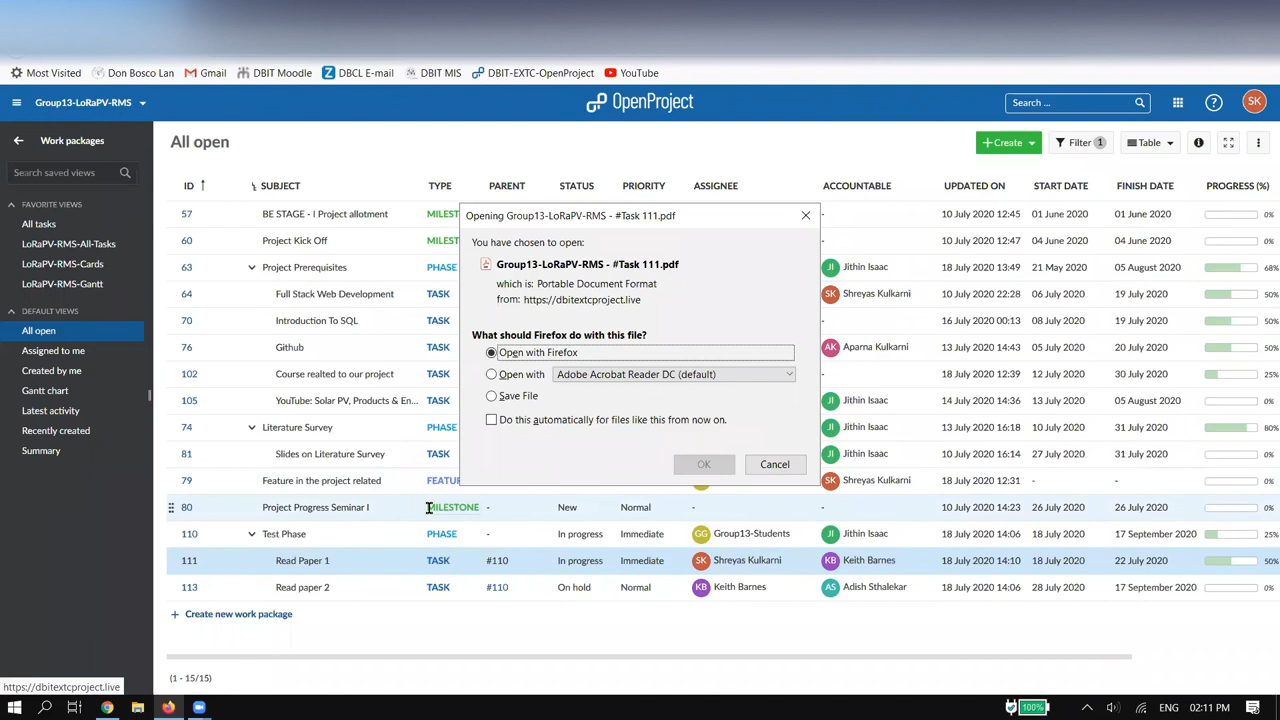 Most Visited Don Bosco Lan Gmail DBIT Moodle DBCL E-mail DBIT MIS DBIT-EXTC-OpenProject YouTube
Group13-LoRaPV-RMS OpenProject Search ... SK
Work packages
Search saved views
FAVORITE VIEWS
All tasks
LoRaPV-RMS-All-Tasks
LoRaPV-RMS-Cards
LoRaPV-RMS-Gantt
DEFAULT VIEWS
All open
Assigned to me
Created by me
Gantt chart
Latest activity
Recently created
Summary
All open
Create Filter 1 Table
ID SUBJECT TYPE PARENT STATUS PRIORITY ASSIGNEE ACCOUNTABLE UPDATED ON START DATE FINISH DATE PROGRESS (%)
57 BE STAGE - I Project allotment MILEST - 10 July 2020 12:45 01 June 2020 01 June 2020 0%
60 Project Kick Off MILEST - 10 July 2020 12:47 04 June 2020 04 June 2020 0%
63 Project Prerequisites PHASE JI Jithin Isaac 13 July 2020 13:39 21 May 2020 05 August 2020 68%
64 Full Stack Web Development TASK SK Shreyas Kulkarni 10 July 2020 22:28 06 July 2020 05 August 2020 50%
70 Introduction To SQL TASK - 16 July 2020 00:13 08 July 2020 13 July 2020 50%
76 Github TASK AK Aparna Kulkarni 13 July 2020 13:34 06 July 2020 13 July 2020 50%
102 Course realted to our project TASK - 12 July 2020 11:39 12 July 2020 30 July 2020 25%
105 YouTube: Solar PV, Products & En... TASK JI Jithin Isaac 14 July 2020 14:36 13 July 2020 05 August 2020 50%
74 Literature Survey PHASE JI Jithin Isaac 13 July 2020 16:18 10 July 2020 31 July 2020 80%
81 Slides on Literature Survey TASK JI Jithin Isaac 10 July 2020 16:14 27 July 2020 31 July 2020 0%
79 Feature in the project related FEATUR SK Shreyas Kulkarni 18 July 2020 12:31 - - 0%
80 Project Progress Seminar I MILESTONE - New Normal - - 10 July 2020 14:23 26 July 2020 26 July 2020 0%
110 Test Phase PHASE - In progress Immediate GG Group13-Students JI Jithin Isaac 18 July 2020 14:06 18 July 2020 17 September 2020 25%
111 Read Paper 1 TASK #110 In progress Immediate SK Shreyas Kulkarni KB Keith Barnes 18 July 2020 14:10 18 July 2020 22 July 2020 50%
113 Read paper 2 TASK #110 On hold Normal KB Keith Barnes AS Adish Sthalekar 18 July 2020 14:06 28 July 2020 17 September 2020 0%
Create new work package
(1 - 15/15)
Opening Group13-LoRaPV-RMS - #Task 111.pdf
You have chosen to open:
Group13-LoRaPV-RMS - #Task 111.pdf
which is: Portable Document Format
from: https://dbitextcproject.live
What should Firefox do with this file?
Open with Firefox
Open with Adobe Acrobat Reader DC (default)
Save File
Do this automatically for files like this from now on.
OK Cancel
https://dbitextcproject.live
100% ENG 02:11 PM